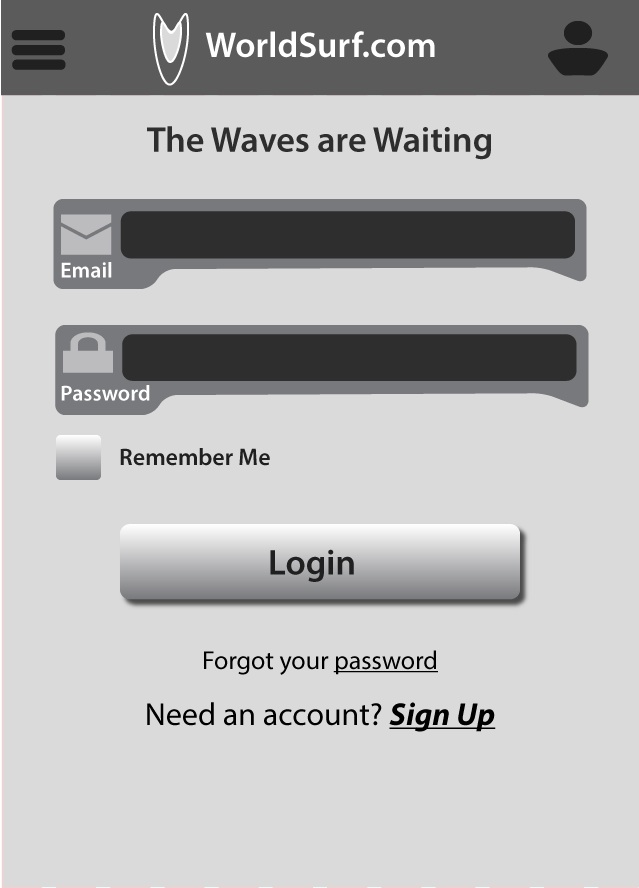 WorldSurf.com
The Waves are Waiting
Email
Password
Remember Me
Login
Forgot your password
Need an account? Sign Up